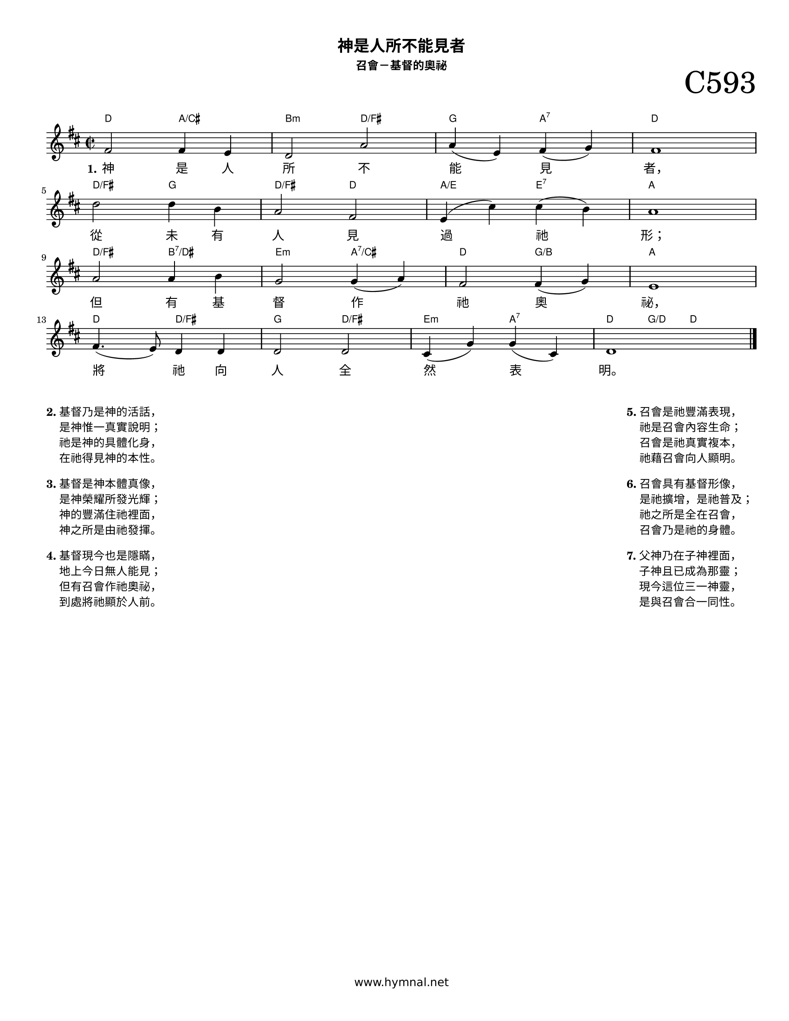 神是人所不能見者
召會－基督的奧祕
C593
D A/C♯ Bm D/F♯ G A7 D
1. 神 是 人 所 不 能 見 者，
5 D/F♯ G D/F♯ D A/E E7 A
從 未 有 人 見 過 祂 形；
9 D/F♯ B7/D♯ Em A7/C♯ D G/B A
但 有 基 督 作 祂 奧 祕，
13 D D/F♯ G D/F♯ Em A7 D G/D D
將 祂 向 人 全 然 表 明。
2. 基督乃是神的活話，
是神惟一真實說明；
祂是神的具體化身，
在祂得見神的本性。
3. 基督是神本體真像，
是神榮耀所發光輝；
神的豐滿住祂裡面，
神之所是由祂發揮。
4. 基督現今也是隱瞞，
地上今日無人能見；
但有召會作祂奧祕，
到處將祂顯於人前。
5. 召會是祂豐滿表現，
祂是召會內容生命；
召會是祂真實複本，
祂藉召會向人顯明。
6. 召會具有基督形像，
是祂擴增，是祂普及；
祂之所是全在召會，
召會乃是祂的身體。
7. 父神乃在子神裡面，
子神且已成為那靈；
現今這位三一神靈，
是與召會合一同性。
www.hymnal.net